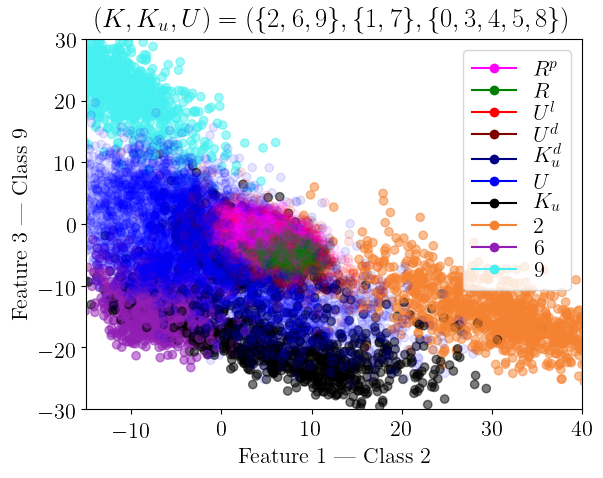 (K, K_u, U) = ({2, 6, 9}, {1, 7}, {0, 3, 4, 5, 8})
30
20
10
0
−10
−20
−30
Feature 3 — Class 9
R^p
R
U^l
U^d
K_u^d
U
K_u
2
6
9
−10
0
10
20
30
40
Feature 1 — Class 2